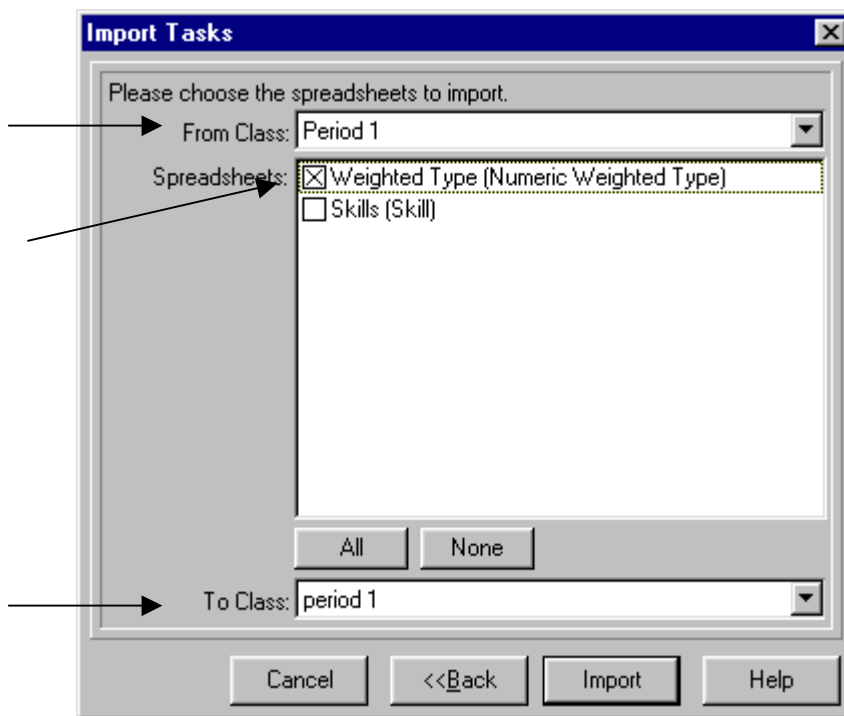 Import Tasks
Please choose the spreadsheets to import.
From Class: Period 1
Spreadsheets: Weighted Type (Numeric Weighted Type)
Skills (Skill)
All None
To Class: period 1
Cancel <<Back Import Help